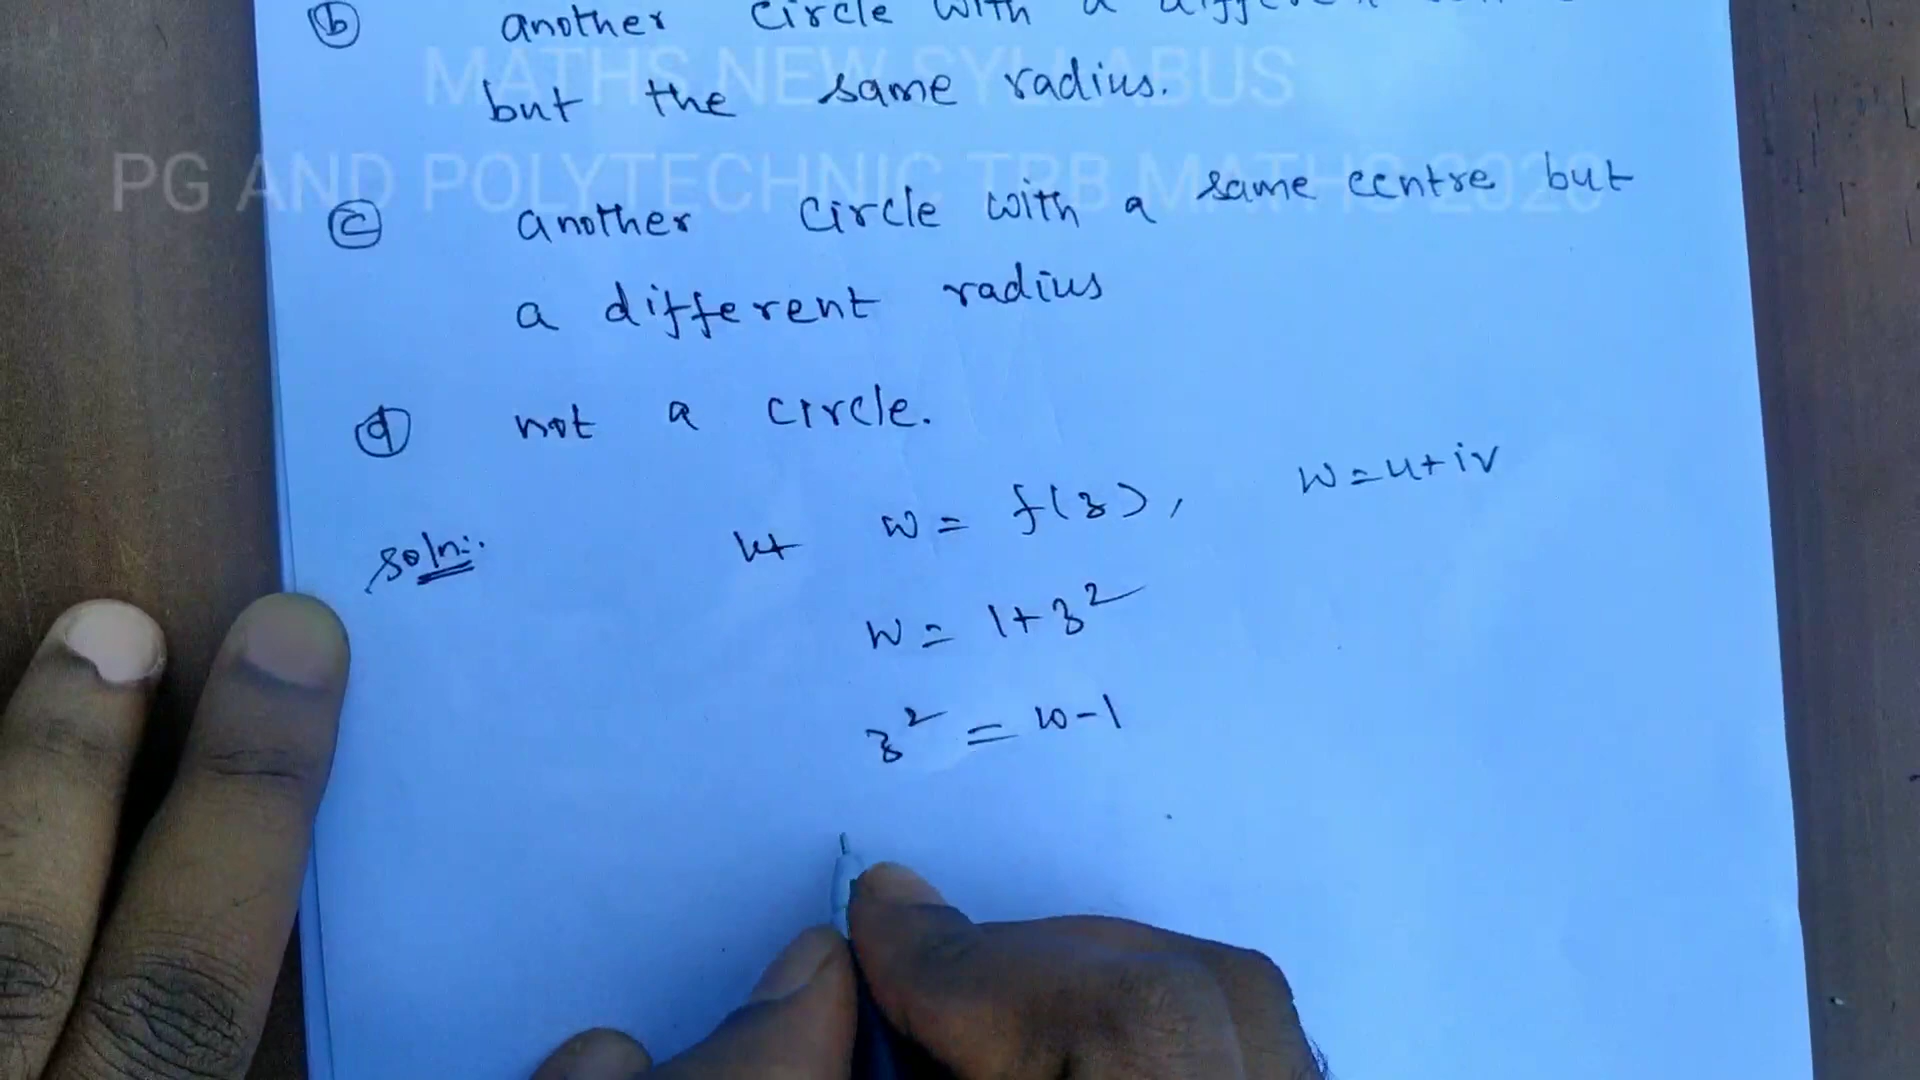 ⓑ another circle with a different
MATHS NEW SYLLABUS
but the same radius.
PG AND POLYTECHNIC TRB MATHS 2020
ⓒ another circle with a same centre but
a different radius
ⓓ not a circle.
soln:. let w = f(z), w = u + iv
w = 1 + z²
z² = w - 1